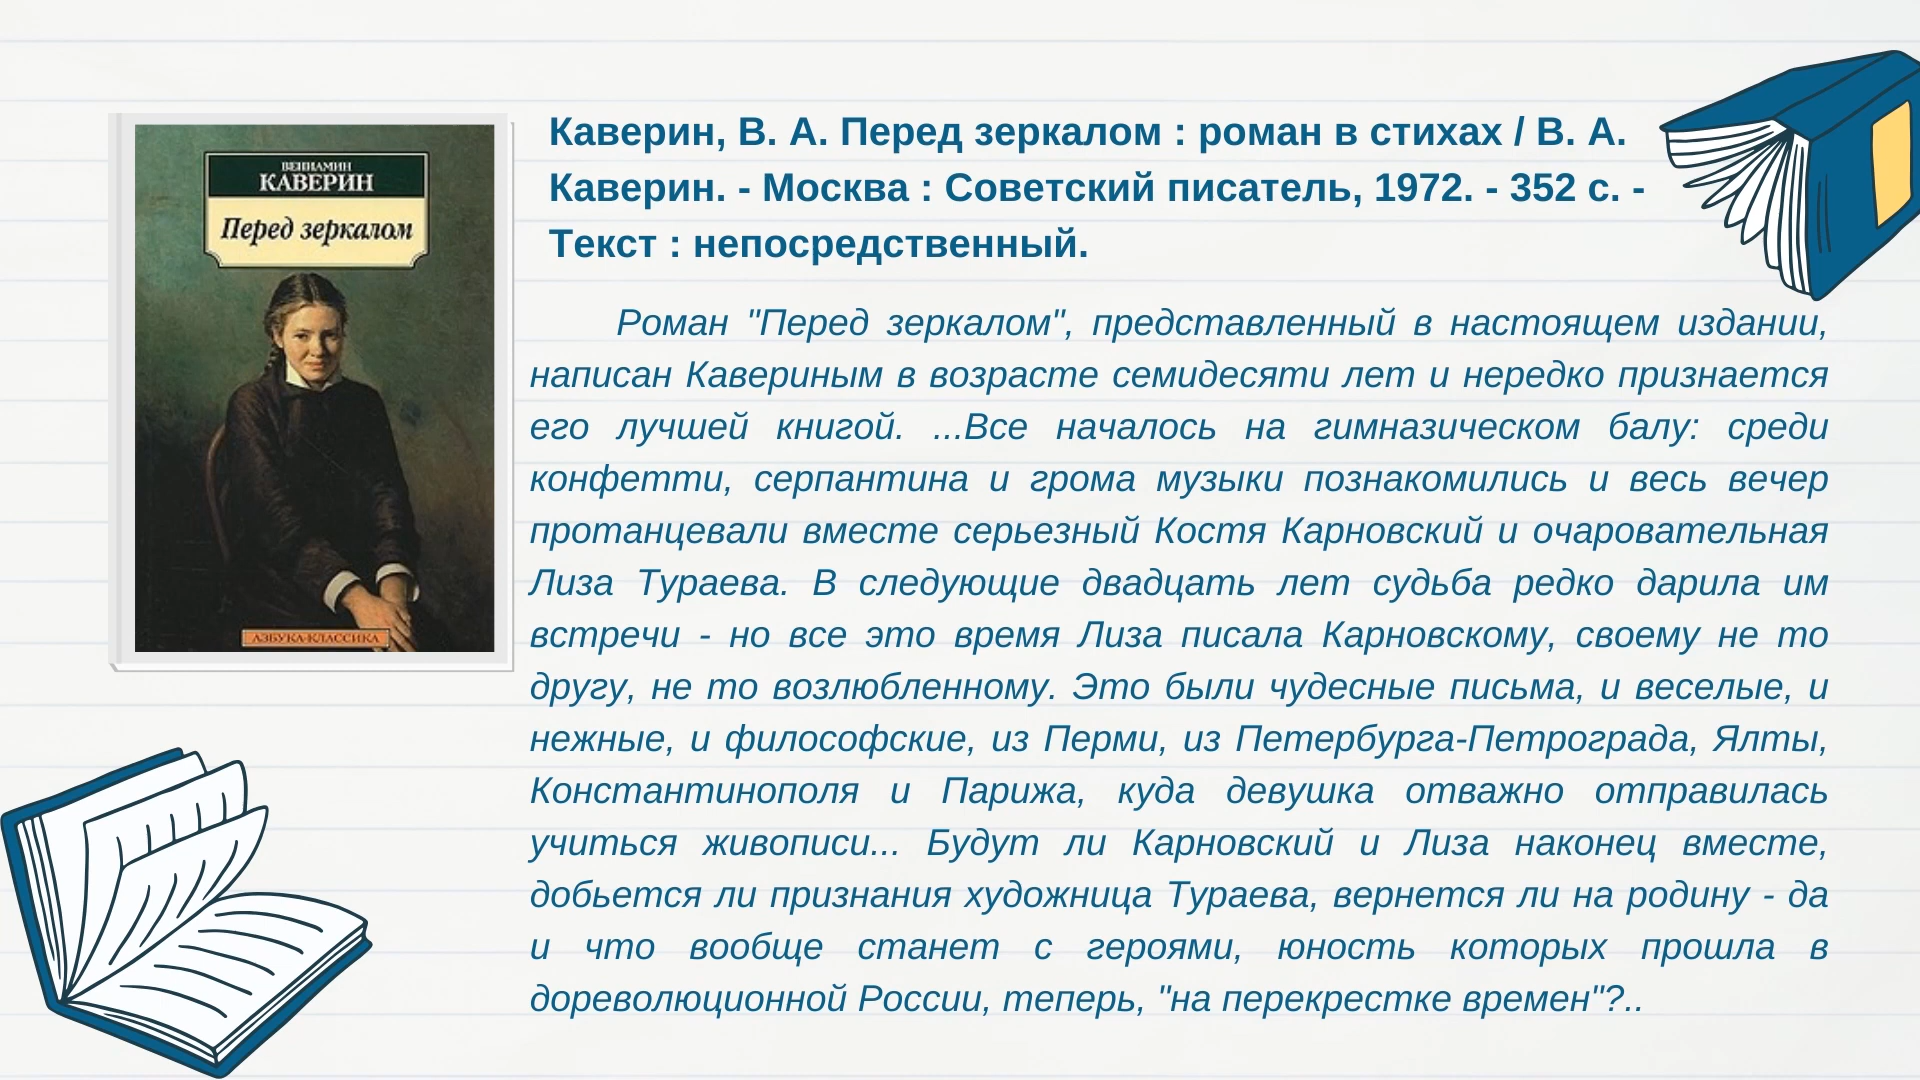 ВЕНИАМИН
КАВЕРИН
Перед зеркалом
АЗБУКА-КЛАССИКА
Каверин, В. А. Перед зеркалом : роман в стихах / В. А.
Каверин. - Москва : Советский писатель, 1972. - 352 с. -
Текст : непосредственный.
Роман "Перед зеркалом", представленный в настоящем издании,
написан Кавериным в возрасте семидесяти лет и нередко признается
его лучшей книгой. ...Все началось на гимназическом балу: среди
конфетти, серпантина и грома музыки познакомились и весь вечер
протанцевали вместе серьезный Костя Карновский и очаровательная
Лиза Тураева. В следующие двадцать лет судьба редко дарила им
встречи - но все это время Лиза писала Карновскому, своему не то
другу, не то возлюбленному. Это были чудесные письма, и веселые, и
нежные, и философские, из Перми, из Петербурга-Петрограда, Ялты,
Константинополя и Парижа, куда девушка отважно отправилась
учиться живописи... Будут ли Карновский и Лиза наконец вместе,
добьется ли признания художница Тураева, вернется ли на родину - да
и что вообще станет с героями, юность которых прошла в
дореволюционной России, теперь, "на перекрестке времен"?..